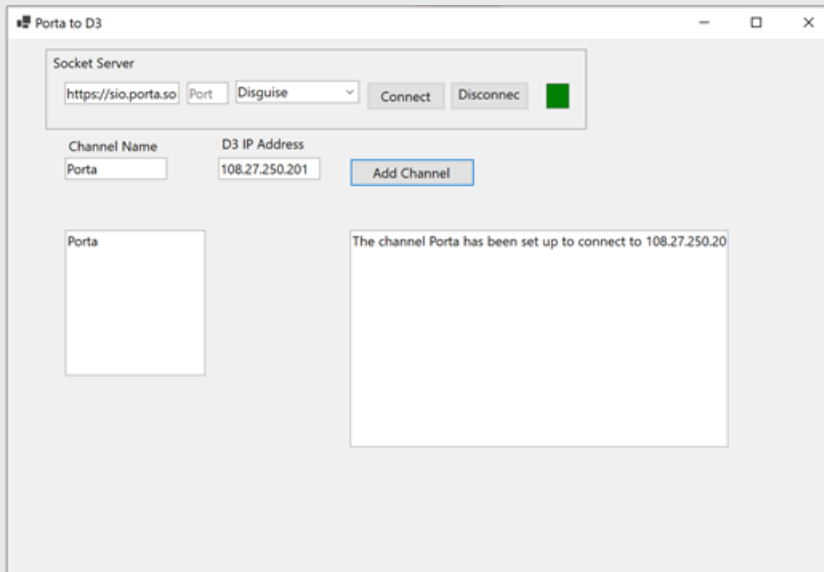 Porta to D3
Socket Server
https://sio.porta.so
Port
Disguise
Connect
Disconnec
Channel Name
D3 IP Address
Porta
108.27.250.201
Add Channel
Porta
The channel Porta has been set up to connect to 108.27.250.20